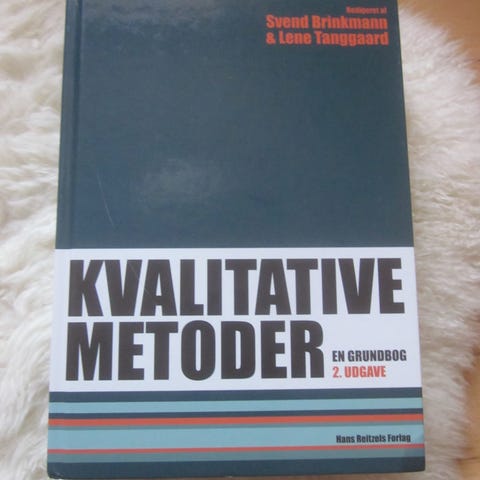 Redigeret af
Svend Brinkmann
& Lene Tanggaard
KVALITATIVE
METODER
EN GRUNDBOG
2. UDGAVE
Hans Reitzels Forlag